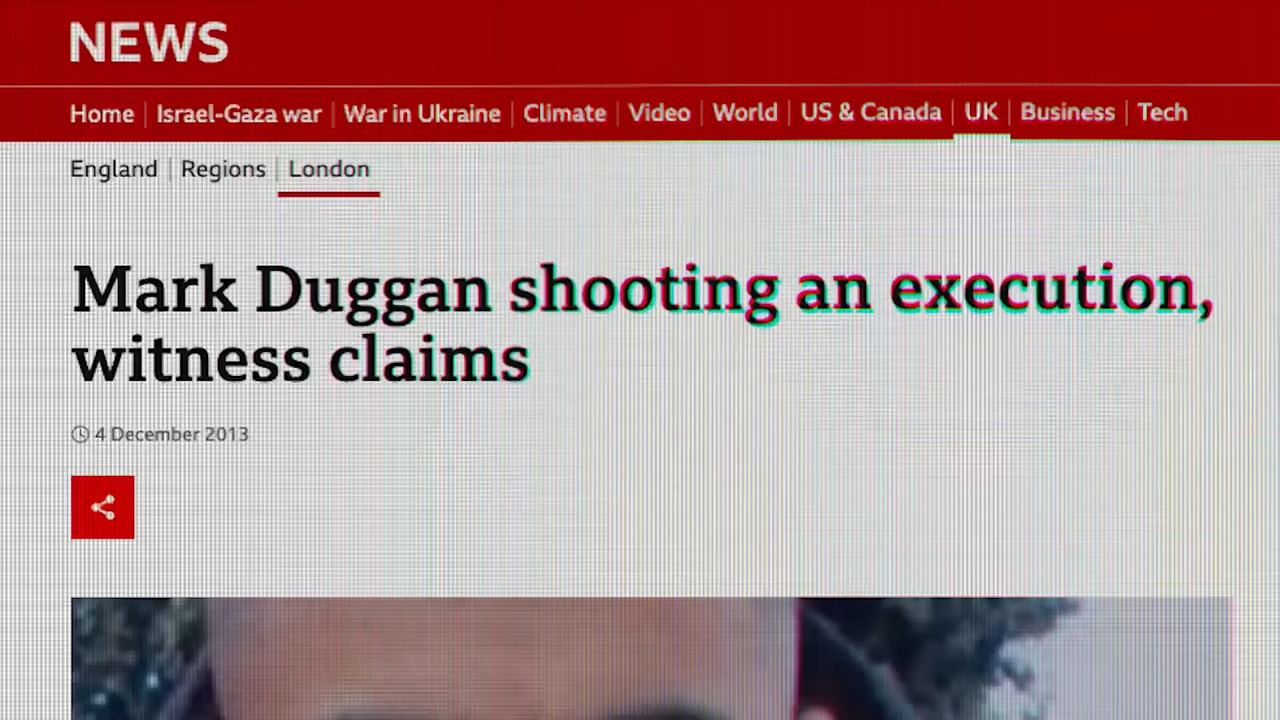 NEWS
Home Israel-Gaza war War in Ukraine Climate Video World US & Canada UK Business Tech
England Regions London
Mark Duggan shooting an execution,
witness claims
4 December 2013